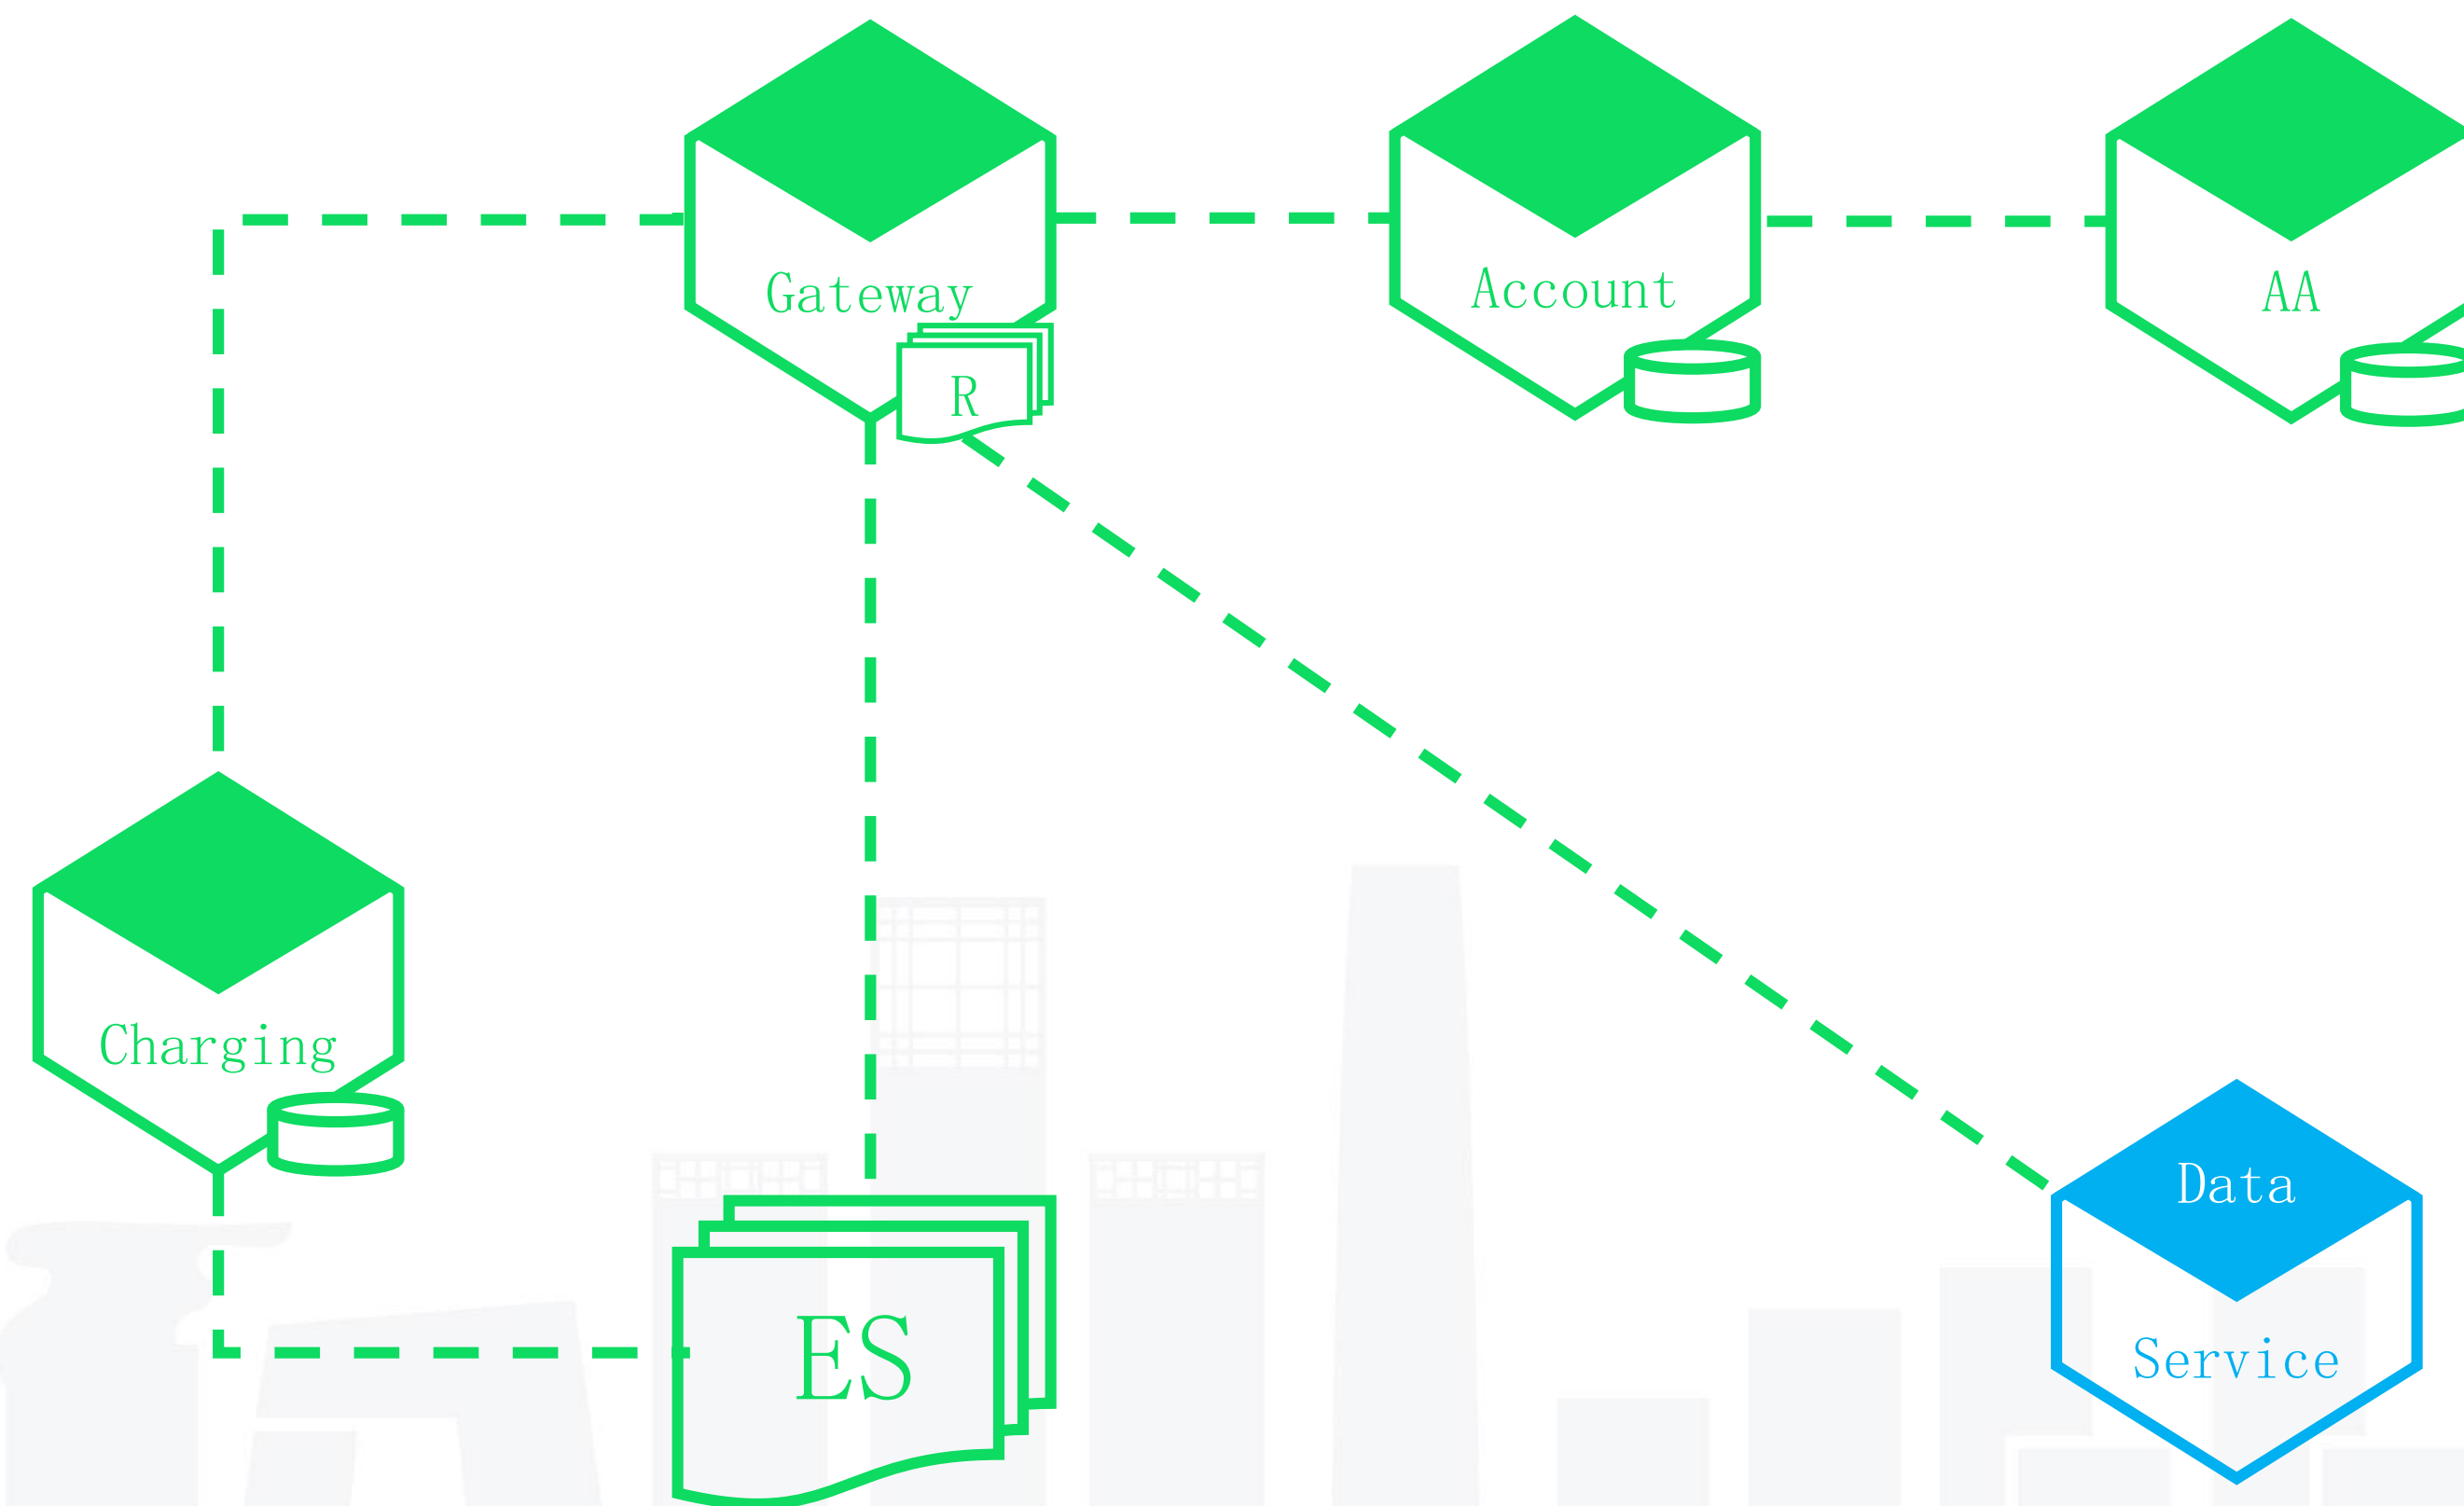 Gateway
Account
AA
R
Charging
Data
Service
ES